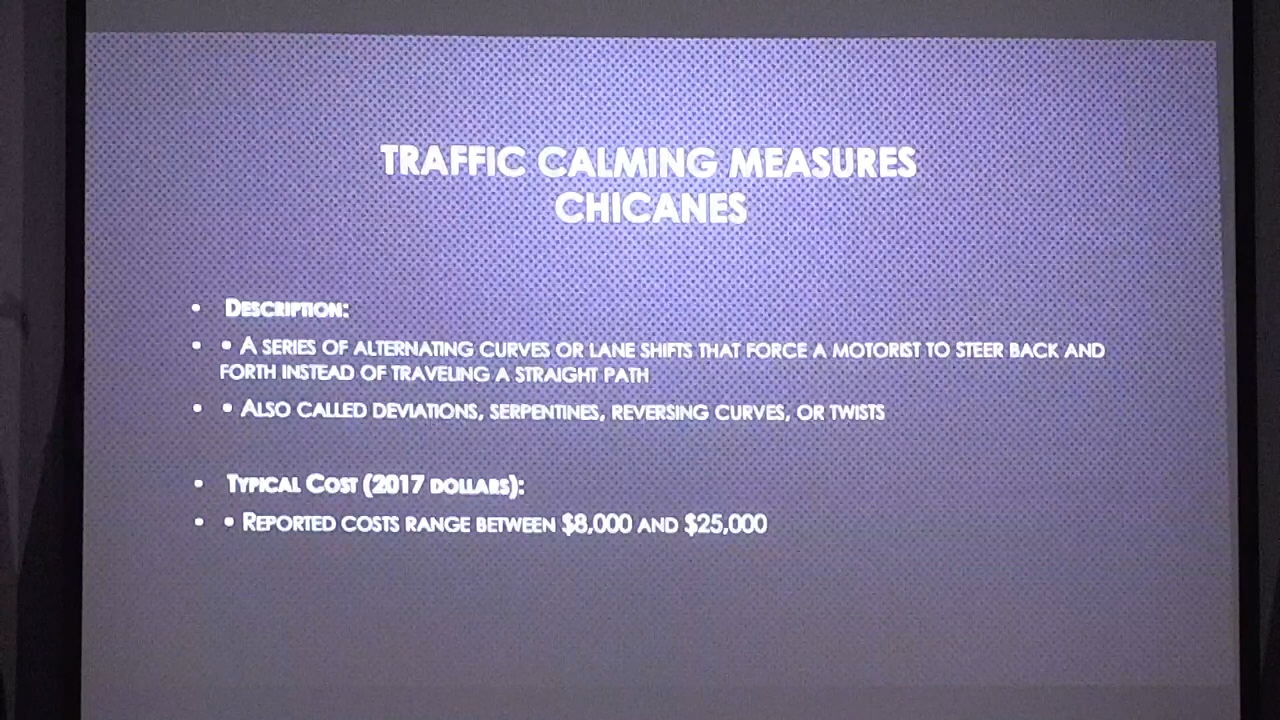 TRAFFIC CALMING MEASURES
CHICANES
• DESCRIPTION:
• • A SERIES OF ALTERNATING CURVES OR LANE SHIFTS THAT FORCE A MOTORIST TO STEER BACK AND
FORTH INSTEAD OF TRAVELING A STRAIGHT PATH
• • ALSO CALLED DEVIATIONS, SERPENTINES, REVERSING CURVES, OR TWISTS
• TYPICAL COST (2017 DOLLARS):
• • REPORTED COSTS RANGE BETWEEN $8,000 AND $25,000